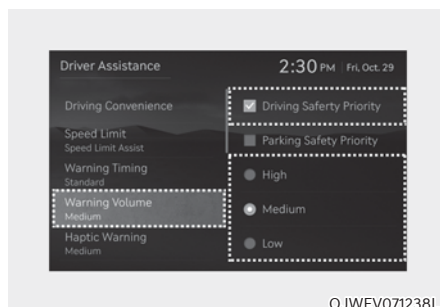 Driver Assistance
2:30 PM Fri, Oct. 29
Driving Convenience
Speed Limit
Speed Limit Assist
Warning Timing
Standard
Warning Volume
Medium
Haptic Warning
Medium
Driving Saferty Priority
Parking Safety Priority
High
Medium
Low
OJWEV071238L